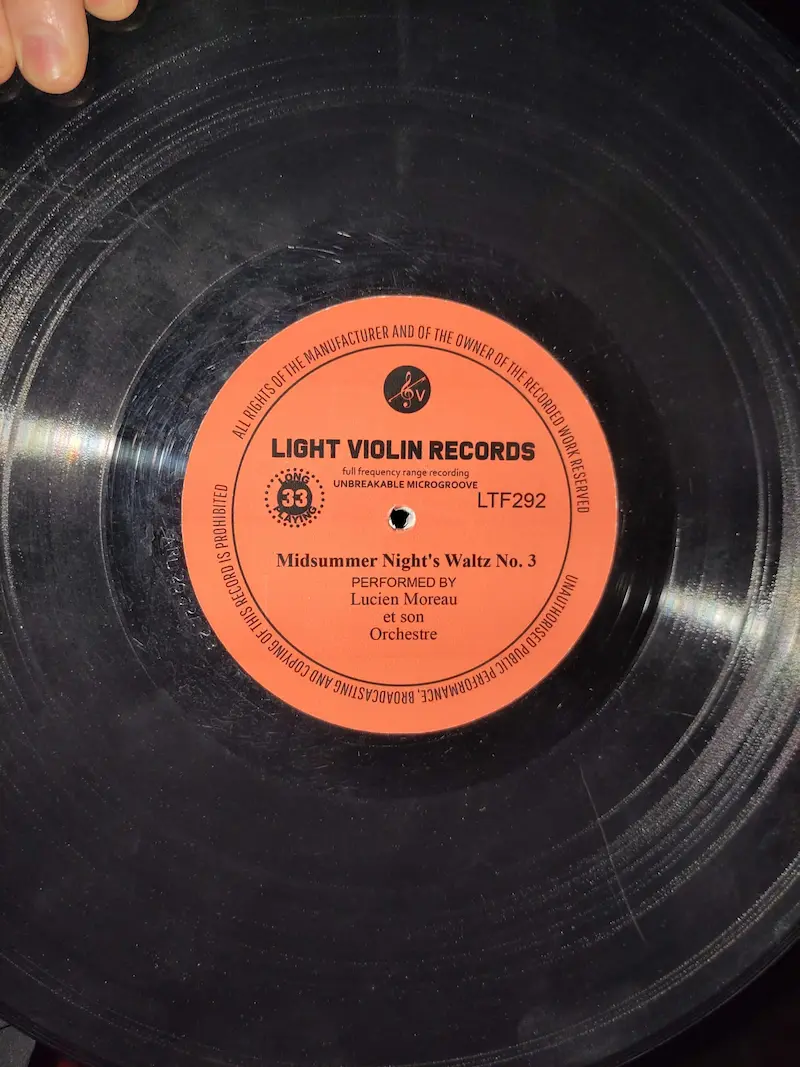 ALL RIGHTS OF THE MANUFACTURER AND OF THE OWNER OF THE RECORDED WORK RESERVED
UNAUTHORISED PUBLIC PERFORMANCE, BROADCASTING AND COPYING OF THIS RECORD IS PROHIBITED
V
LIGHT VIOLIN RECORDS
full frequency range recording
UNBREAKABLE MICROGROOVE
LONG
33
PLAYING
LTF292
Midsummer Night's Waltz No. 3
PERFORMED BY
Lucien Moreau
et son
Orchestre